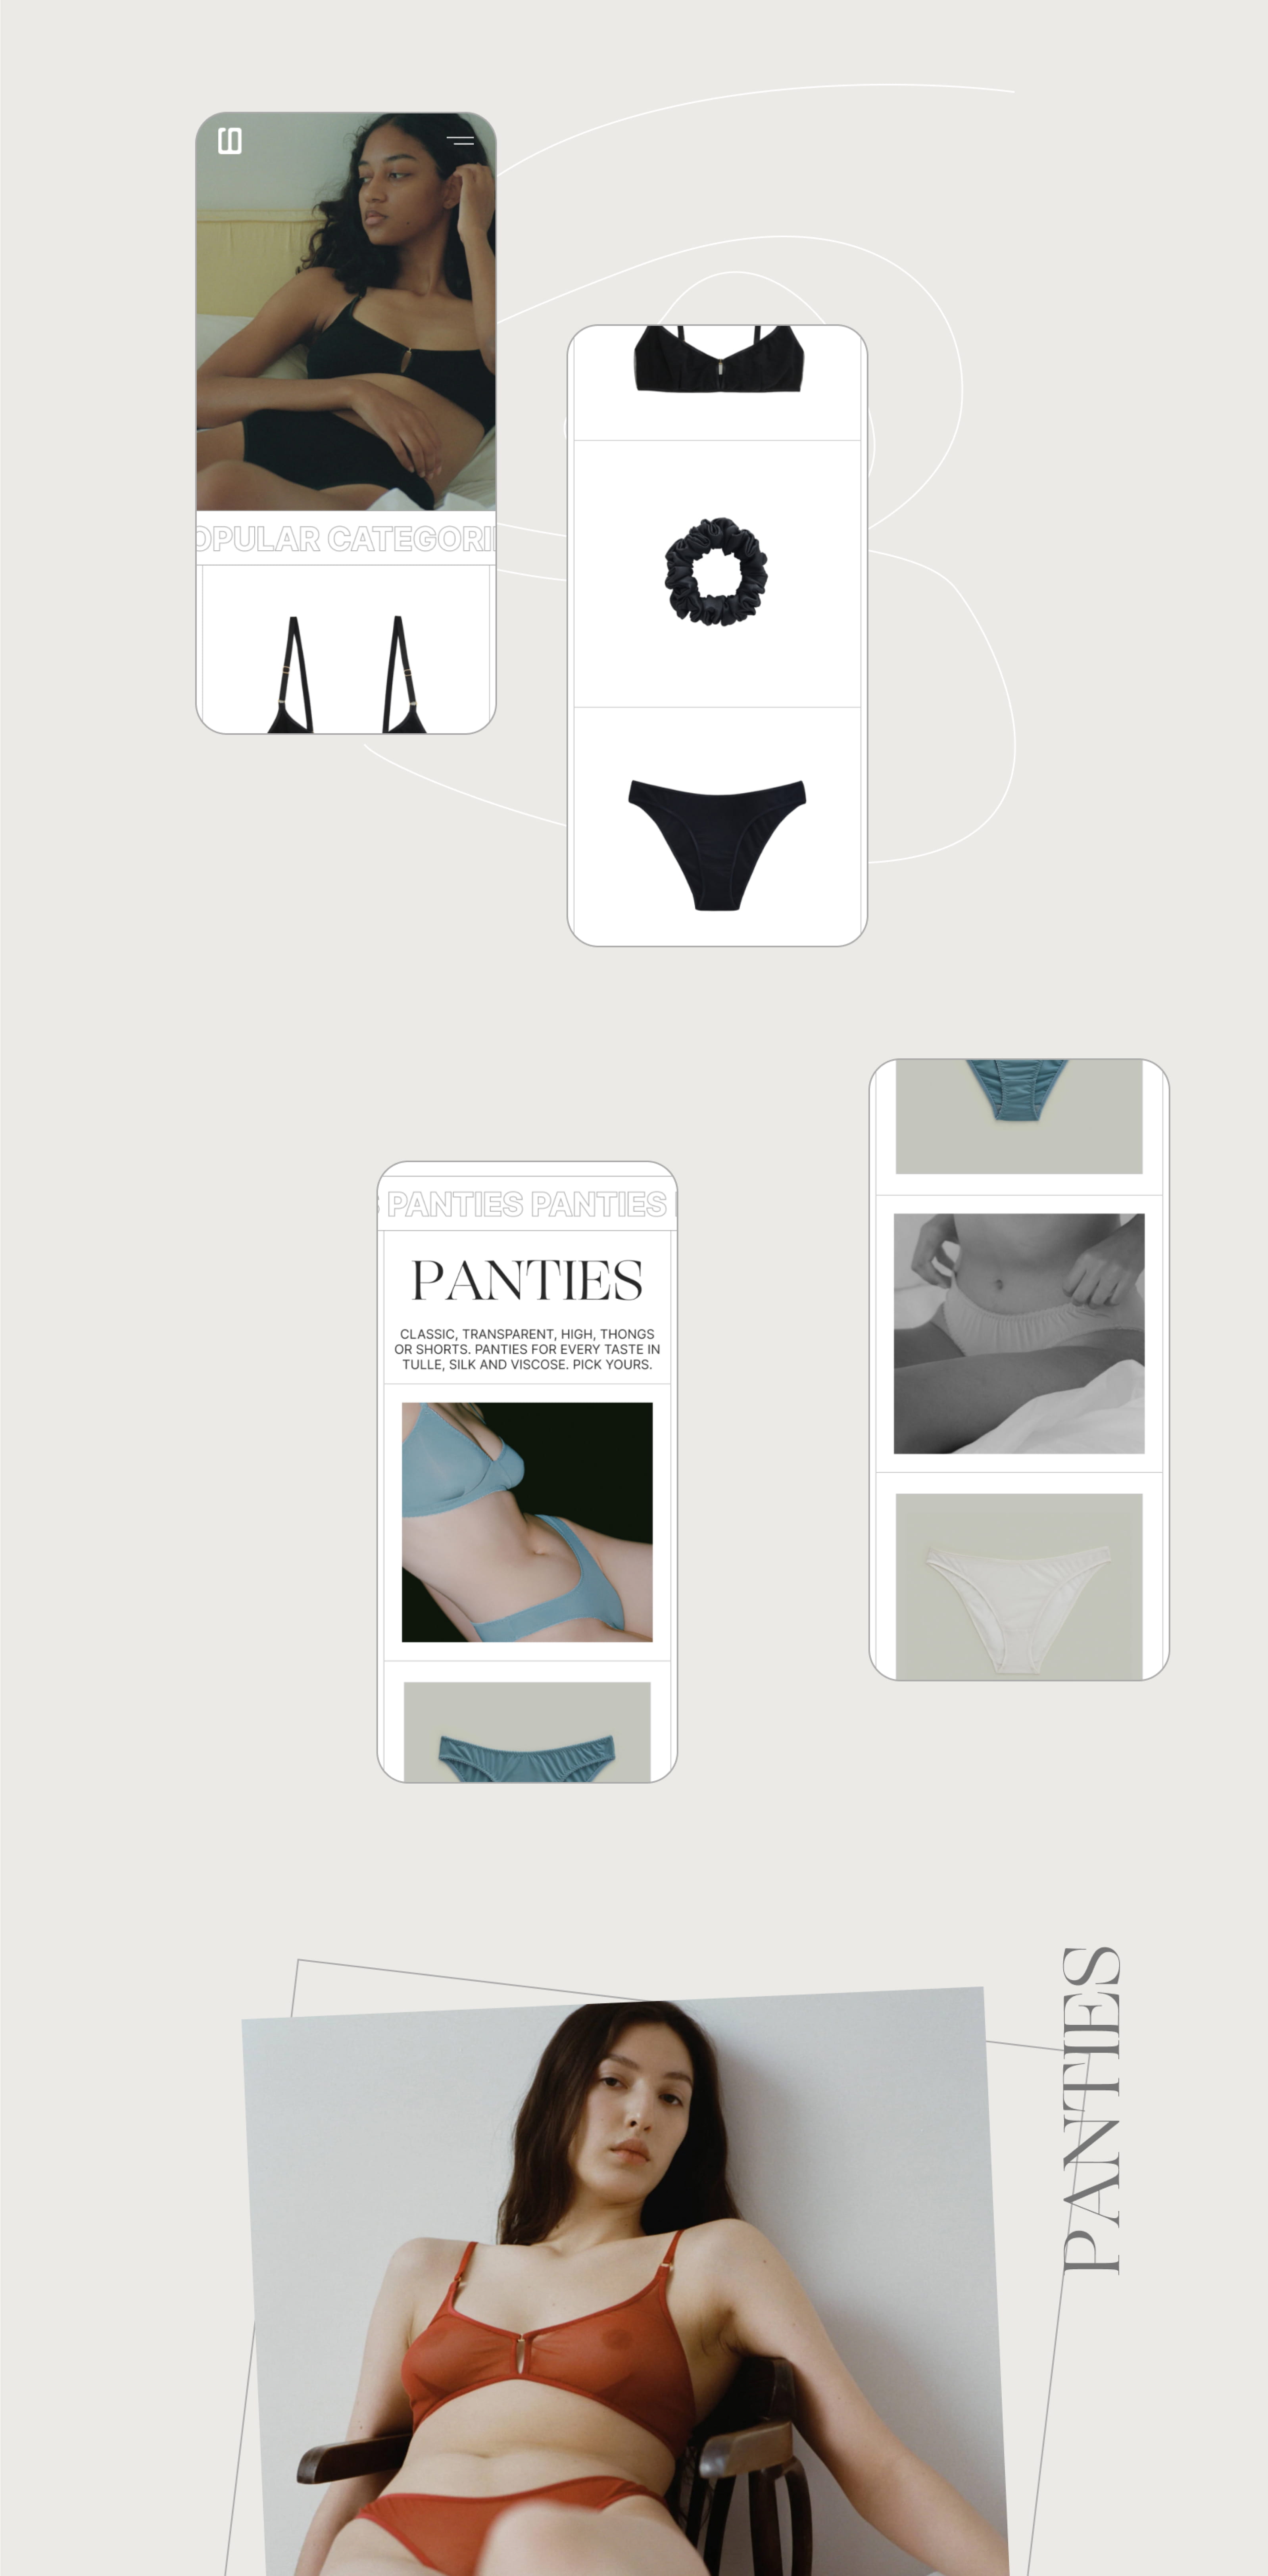 OPULAR CATEGORI
PANTIES PANTIES
PANTIES
CLASSIC, TRANSPARENT, HIGH, THONGS
OR SHORTS. PANTIES FOR EVERY TASTE IN
TULLE, SILK AND VISCOSE. PICK YOURS.
PANTIES